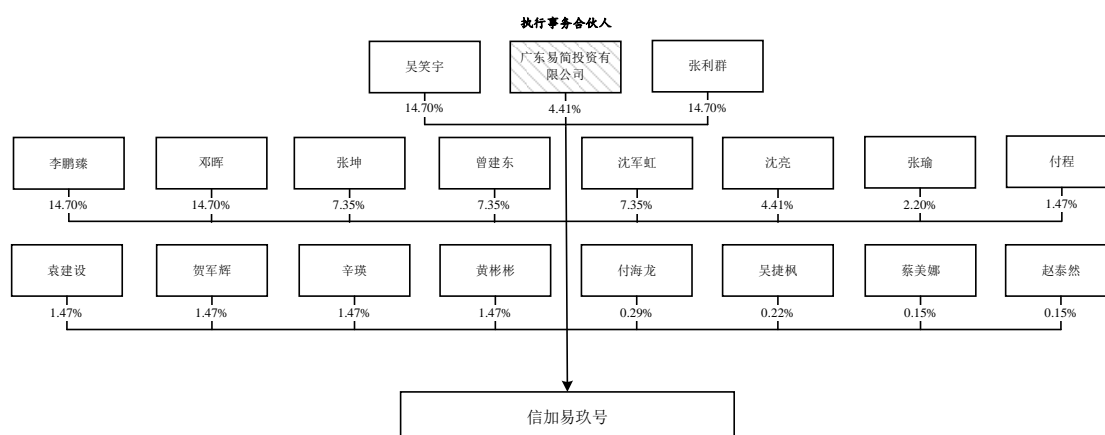 执行事务合伙人
吴笑宇
广东易简投资有
限公司
张利群
14.70%
4.41%
14.70%
李鹏臻
邓晖
张坤
曾建东
沈军虹
沈亮
张瑜
付程
14.70%
14.70%
7.35%
7.35%
7.35%
4.41%
2.20%
1.47%
袁建设
贺军辉
辛瑛
黄彬彬
付海龙
吴捷枫
蔡美娜
赵泰然
1.47%
1.47%
1.47%
1.47%
0.29%
0.22%
0.15%
0.15%
信加易玖号